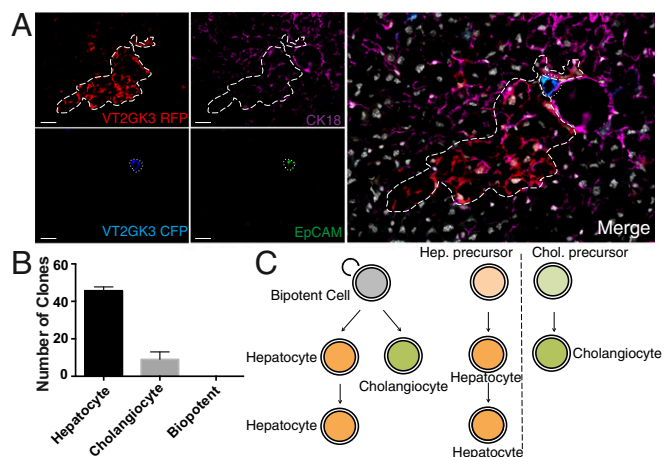 A
VT2GK3 RFP
CK18
VT2GK3 CFP
EpCAM
Merge
B
Number of Clones
60
40
20
0
Hepatocyte
Cholangiocyte
Biopotent
C
Bipotent Cell
Hep. precursor
Chol. precursor
Hepatocyte
Cholangiocyte
Hepatocyte
Cholangiocyte
Hepatocyte
Hepatocyte